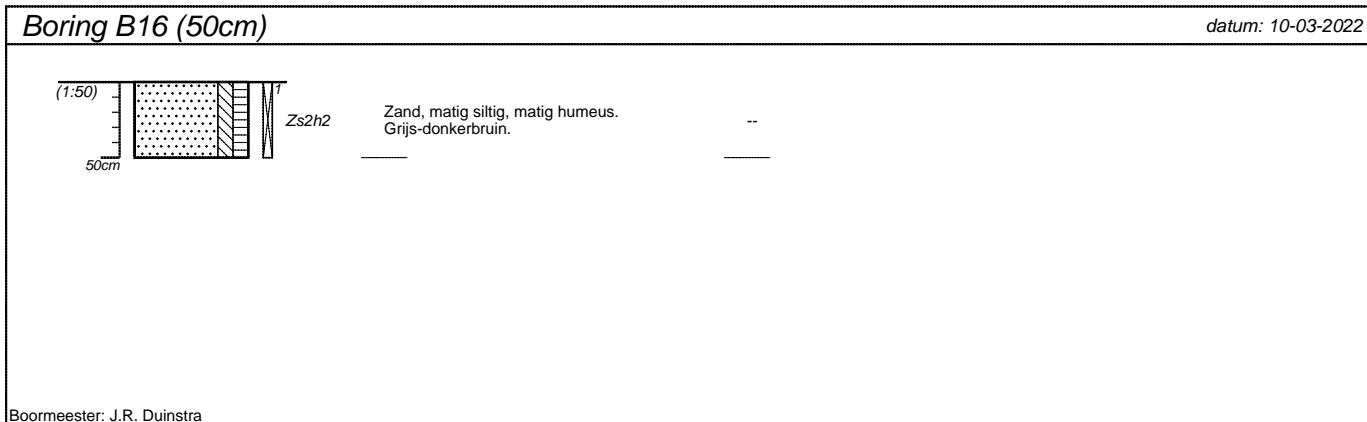 Boring B16 (50cm)
datum: 10-03-2022
(1:50)
1
Zs2h2
Zand, matig siltig, matig humeus.
Grijs-donkerbruin.
--
50cm
Boormeester: J.R. Duinstra